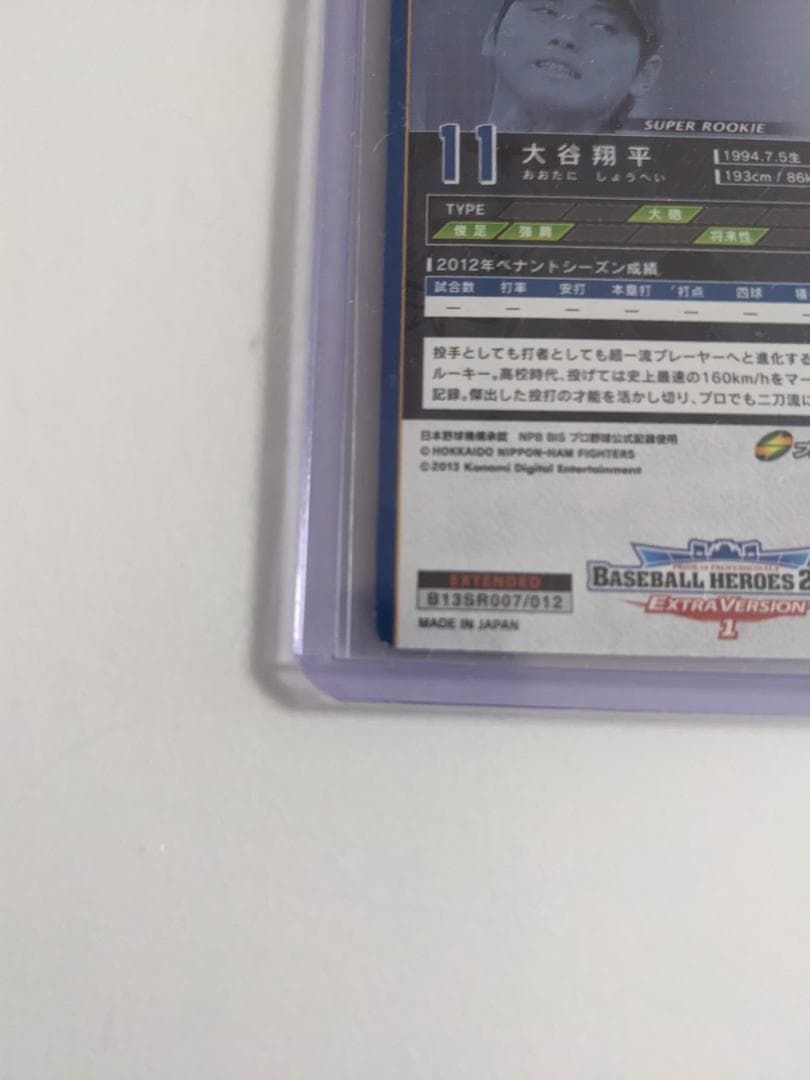 SUPER ROOKIE
11 大谷翔平 1994.7.5生
おおたに しょうへい 193cm / 86k
TYPE 大砲
俊足 強肩 将来性
2012年ペナントシーズン成績
試合数 打率 安打 本塁打 打点 四球
— — — — — — —
投手としても打者としても超一流プレーヤーへと進化する
ルーキー。高校時代、投げては史上最速の160km/hをマー
記録。傑出した投打の才能を活かし切り、プロでも二刀流に
日本野球機構承認 NPB BIS プロ野球公式記録使用
© HOKKAIDO NIPPON-HAM FIGHTERS
©2013 Konami Digital Entertainment
PRIDE OF PROFESSIONALS
BASEBALL HEROES 2
EXTENDED
B13SR007/012
EXTRA VERSION
1
MADE IN JAPAN